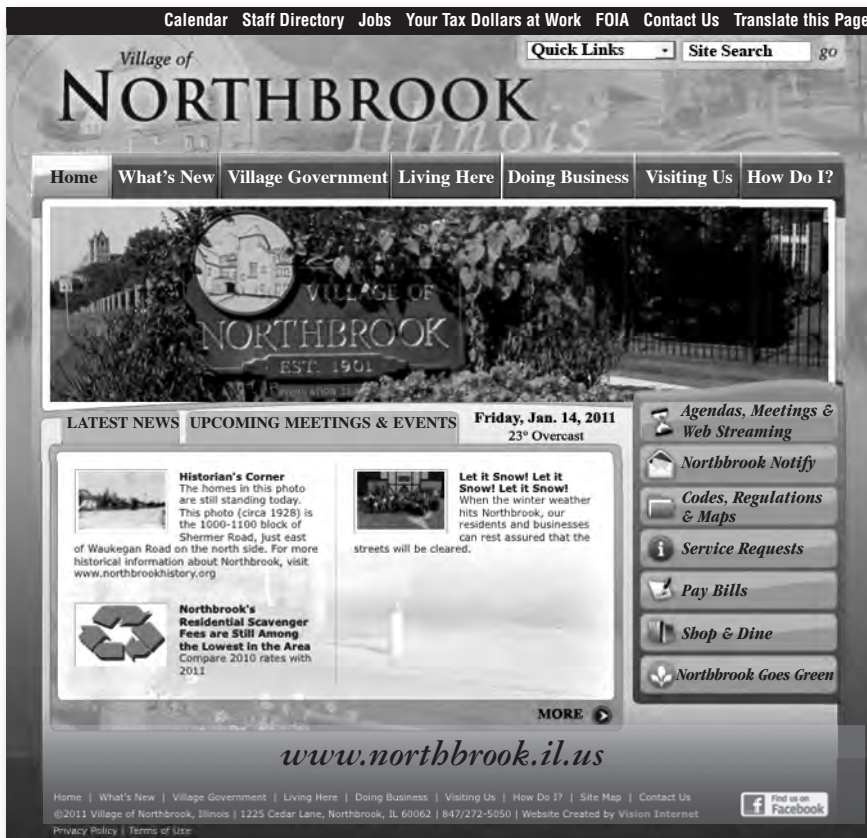 Calendar Staff Directory Jobs Your Tax Dollars at Work FOIA Contact Us Translate this Page
Quick Links Site Search go
Village of
NORTHBROOK
illinois
Home What's New Village Government Living Here Doing Business Visiting Us How Do I?
VILLAGE OF
NORTHBROOK
EST. 1901
LATEST NEWS UPCOMING MEETINGS & EVENTS
Friday, Jan. 14, 2011
23° Overcast
Historian's Corner
The homes in this photo
are still standing today.
This photo (circa 1928) is
the 1000-1100 block of
Shermer Road, just east
of Waukegan Road on the north side. For more
historical information about Northbrook, visit
www.northbrookhistory.org
Northbrook's
Residential Scavenger
Fees are Still Among
the Lowest in the Area
Compare 2010 rates with
2011
Let it Snow! Let it
Snow! Let it Snow!
When the winter weather
hits Northbrook, our
residents and businesses
can rest assured that the
streets will be cleared.
MORE
Agendas, Meetings &
Web Streaming
Northbrook Notify
Codes, Regulations
& Maps
Service Requests
Pay Bills
Shop & Dine
Northbrook Goes Green
www.northbrook.il.us
Home | What's New | Village Government | Living Here | Doing Business | Visiting Us | How Do I? | Site Map | Contact Us
©2011 Village of Northbrook, Illinois | 1225 Cedar Lane, Northbrook, IL 60062 | 847/272-5050 | Website Created by Vision Internet
Privacy Policy | Terms of Use
Find us on
Facebook